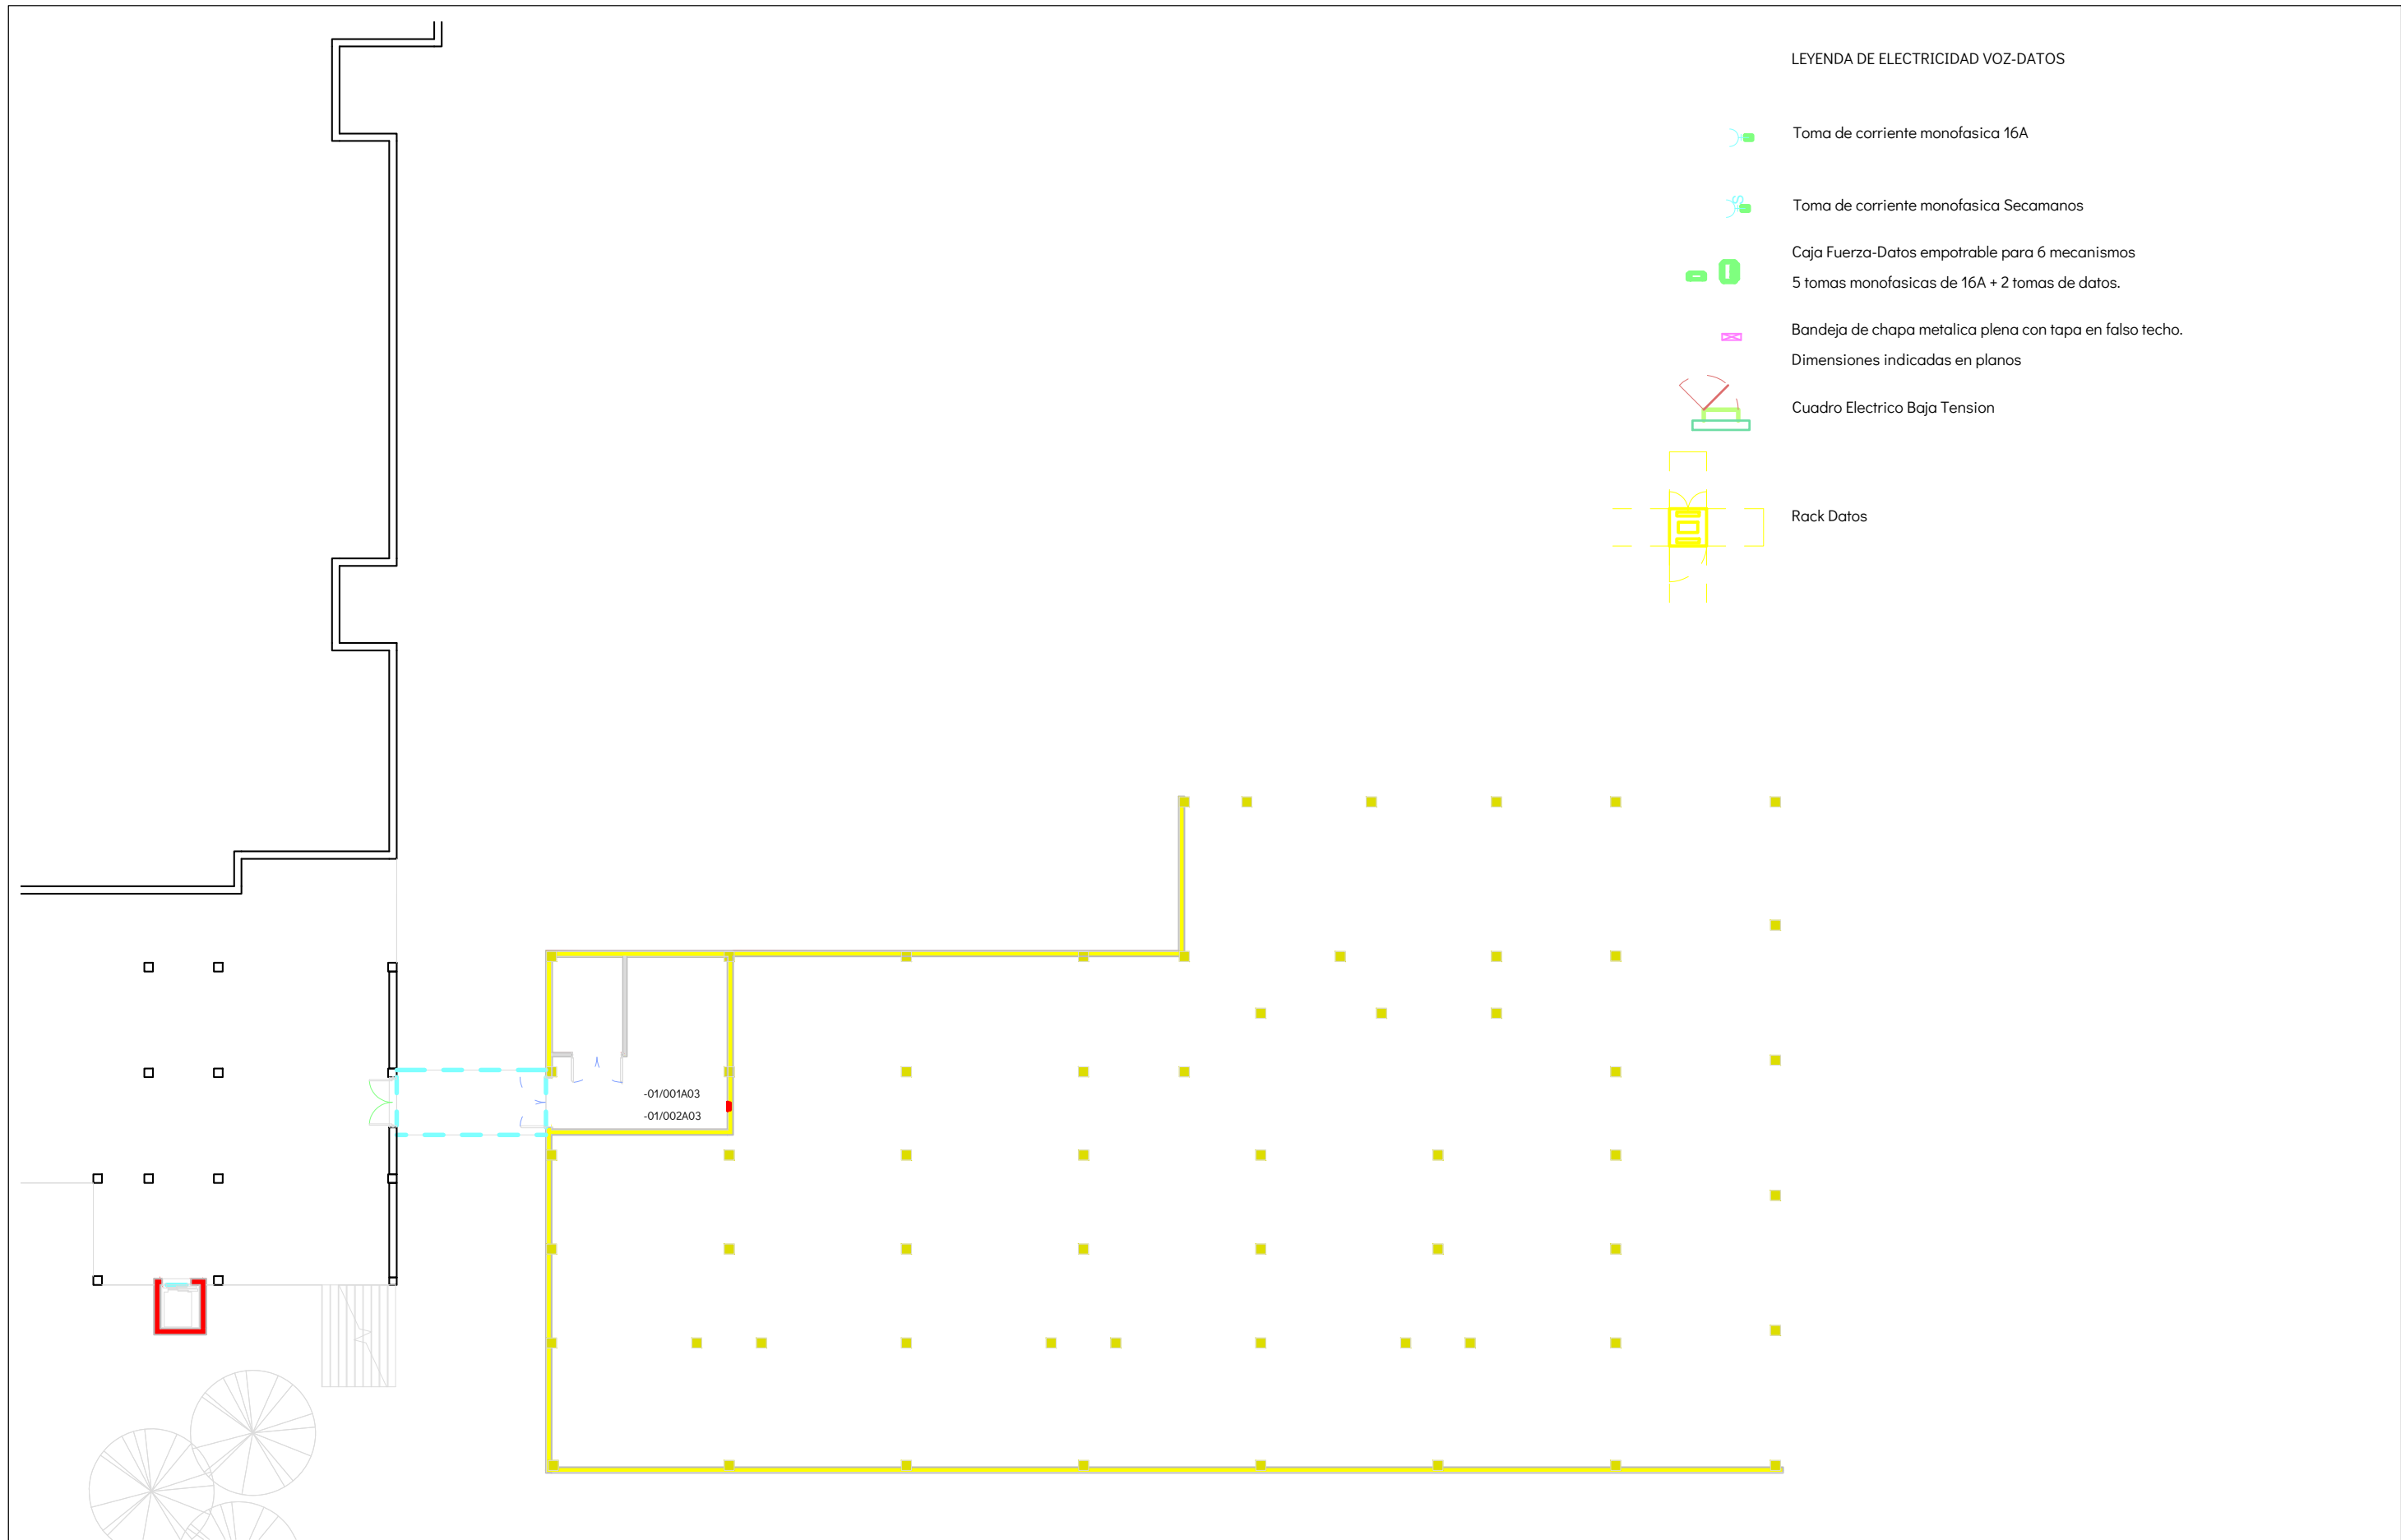 LEYENDA DE ELECTRICIDAD VOZ-DATOS
Toma de corriente monofasica 16A
S
Toma de corriente monofasica Secamanos
Caja Fuerza-Datos empotrable para 6 mecanismos
5 tomas monofasicas de 16A + 2 tomas de datos.
Bandeja de chapa metalica plena con tapa en falso techo.
Dimensiones indicadas en planos
Cuadro Electrico Baja Tension
Rack Datos
-01/001A03
-01/002A03